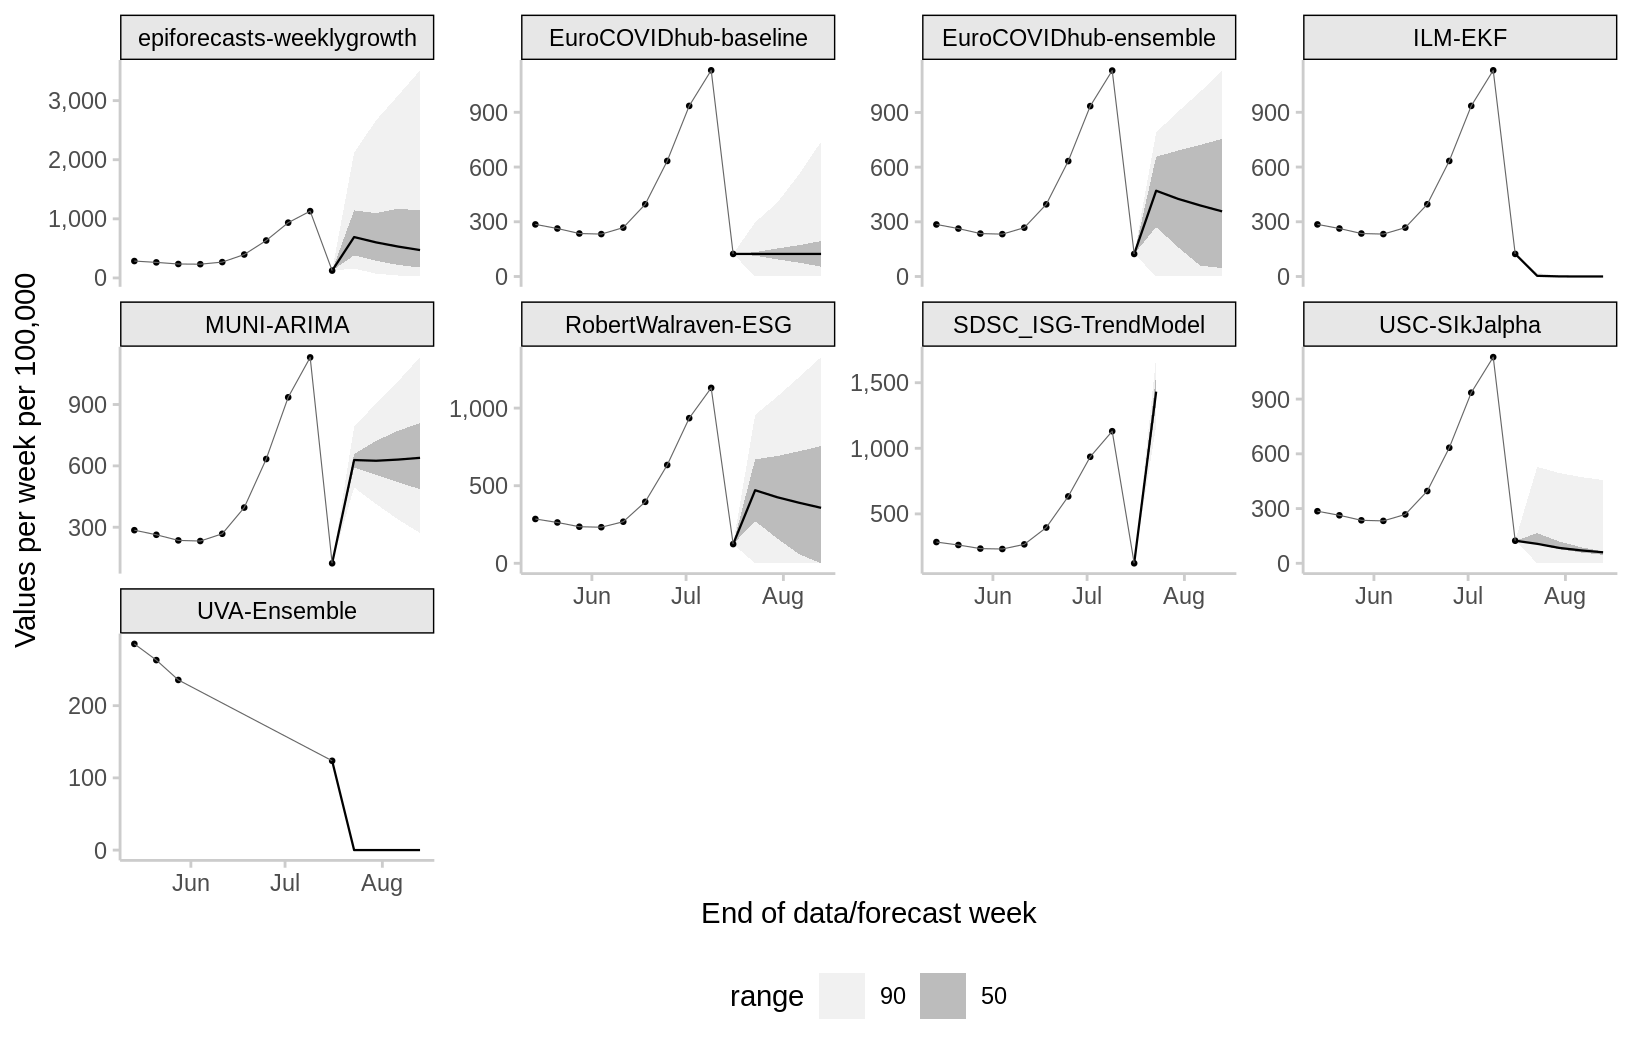 epiforecasts-weeklygrowth
EuroCOVIDhub-baseline
EuroCOVIDhub-ensemble
ILM-EKF
3,000
2,000
1,000
0
900
600
300
0
900
600
300
0
900
600
300
0
MUNI-ARIMA
RobertWalraven-ESG
SDSC_ISG-TrendModel
USC-SIkJalpha
900
600
300
1,000
500
0
1,500
1,000
500
900
600
300
0
Jun Jul Aug
Jun Jul Aug
Jun Jul Aug
UVA-Ensemble
200
100
0
Jun Jul Aug
Values per week per 100,000
End of data/forecast week
range 90 50